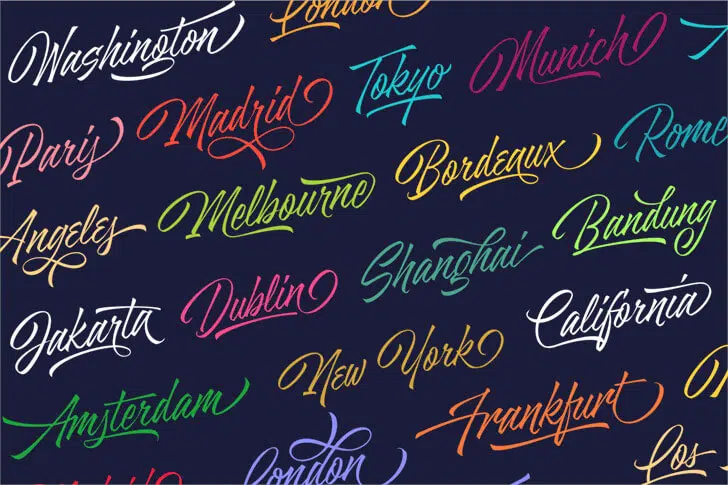 Washington
London
Paris
Madrid
Tokyo
Munich
Angeles
Melbourne
Bordeaux
Rome
Jakarta
Dublin
Shanghai
Bandung
Amsterdam
New York
California
Madrid
London
Frankfurt
Los